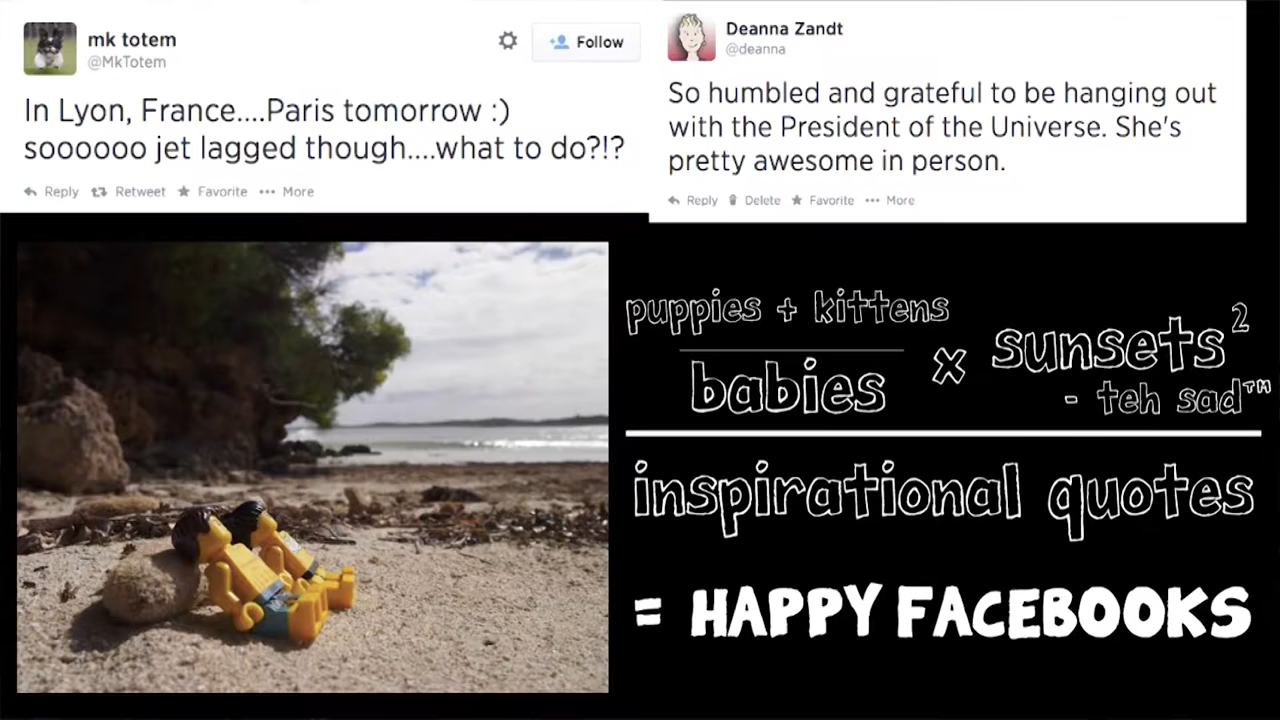 mk totem
@MkTotem
Follow
In Lyon, France....Paris tomorrow :)
soooooo jet lagged though....what to do?!?
Reply Retweet Favorite More
Deanna Zandt
@deanna
So humbled and grateful to be hanging out
with the President of the Universe. She's
pretty awesome in person.
Reply Delete Favorite More
puppies + kittens
babies
x
sunsets²
- teh sad™
inspirational quotes
= HAPPY FACEBOOKS